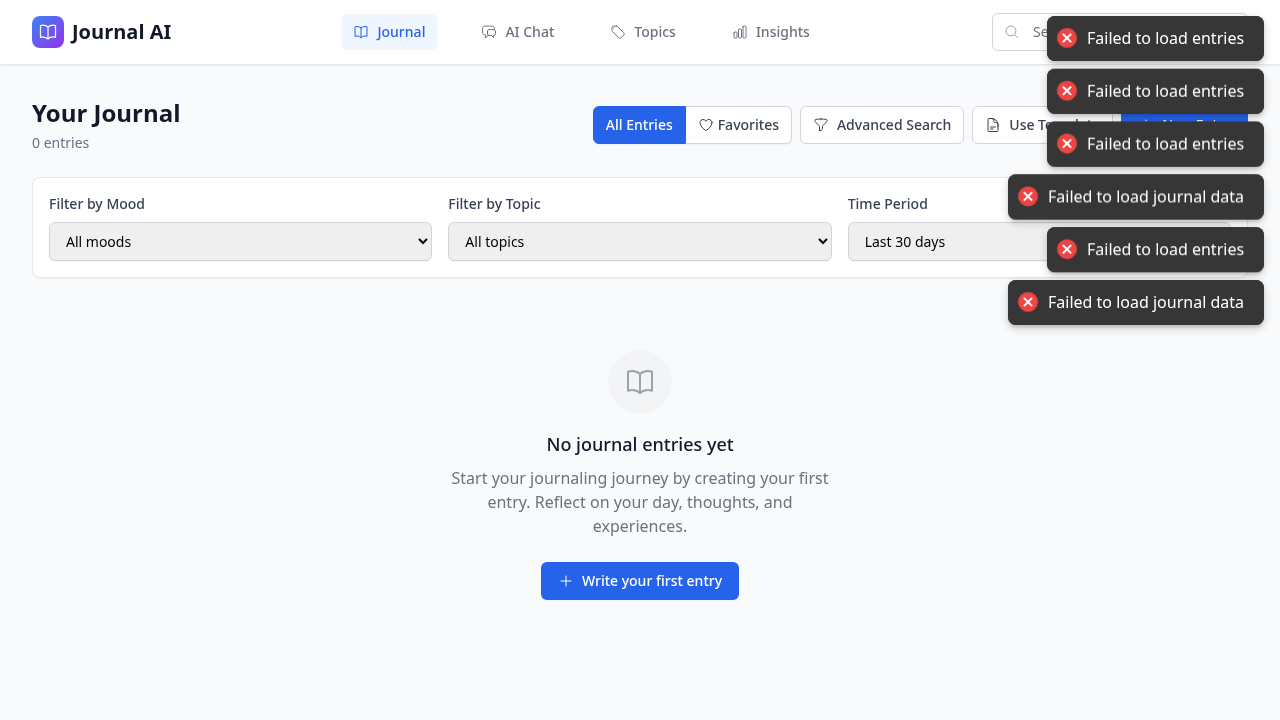 Journal AI
Journal
AI Chat
Topics
Insights
Failed to load entries
Failed to load entries
Failed to load entries
Failed to load journal data
Failed to load entries
Failed to load journal data
Your Journal
0 entries
All Entries
Favorites
Advanced Search
Use
Filter by Mood
All moods
Filter by Topic
All topics
Time Period
Last 30 days
No journal entries yet
Start your journaling journey by creating your first
entry. Reflect on your day, thoughts, and
experiences.
Write your first entry